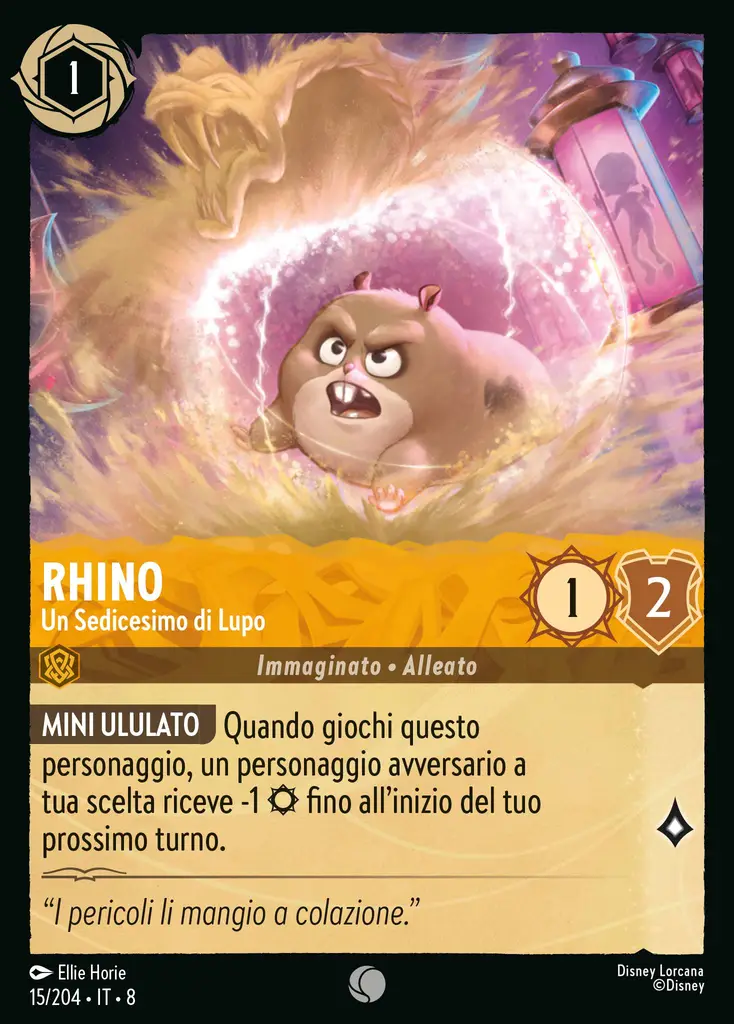 1
RHINO
Un Sedicesimo di Lupo
1
2
Immaginato • Alleato
MINI ULULATO Quando giochi questo
personaggio, un personaggio avversario a
tua scelta riceve -1 fino all'inizio del tuo
prossimo turno.
“I pericoli li mangio a colazione.”
Ellie Horie
15/204 • IT • 8
Disney Lorcana
©Disney